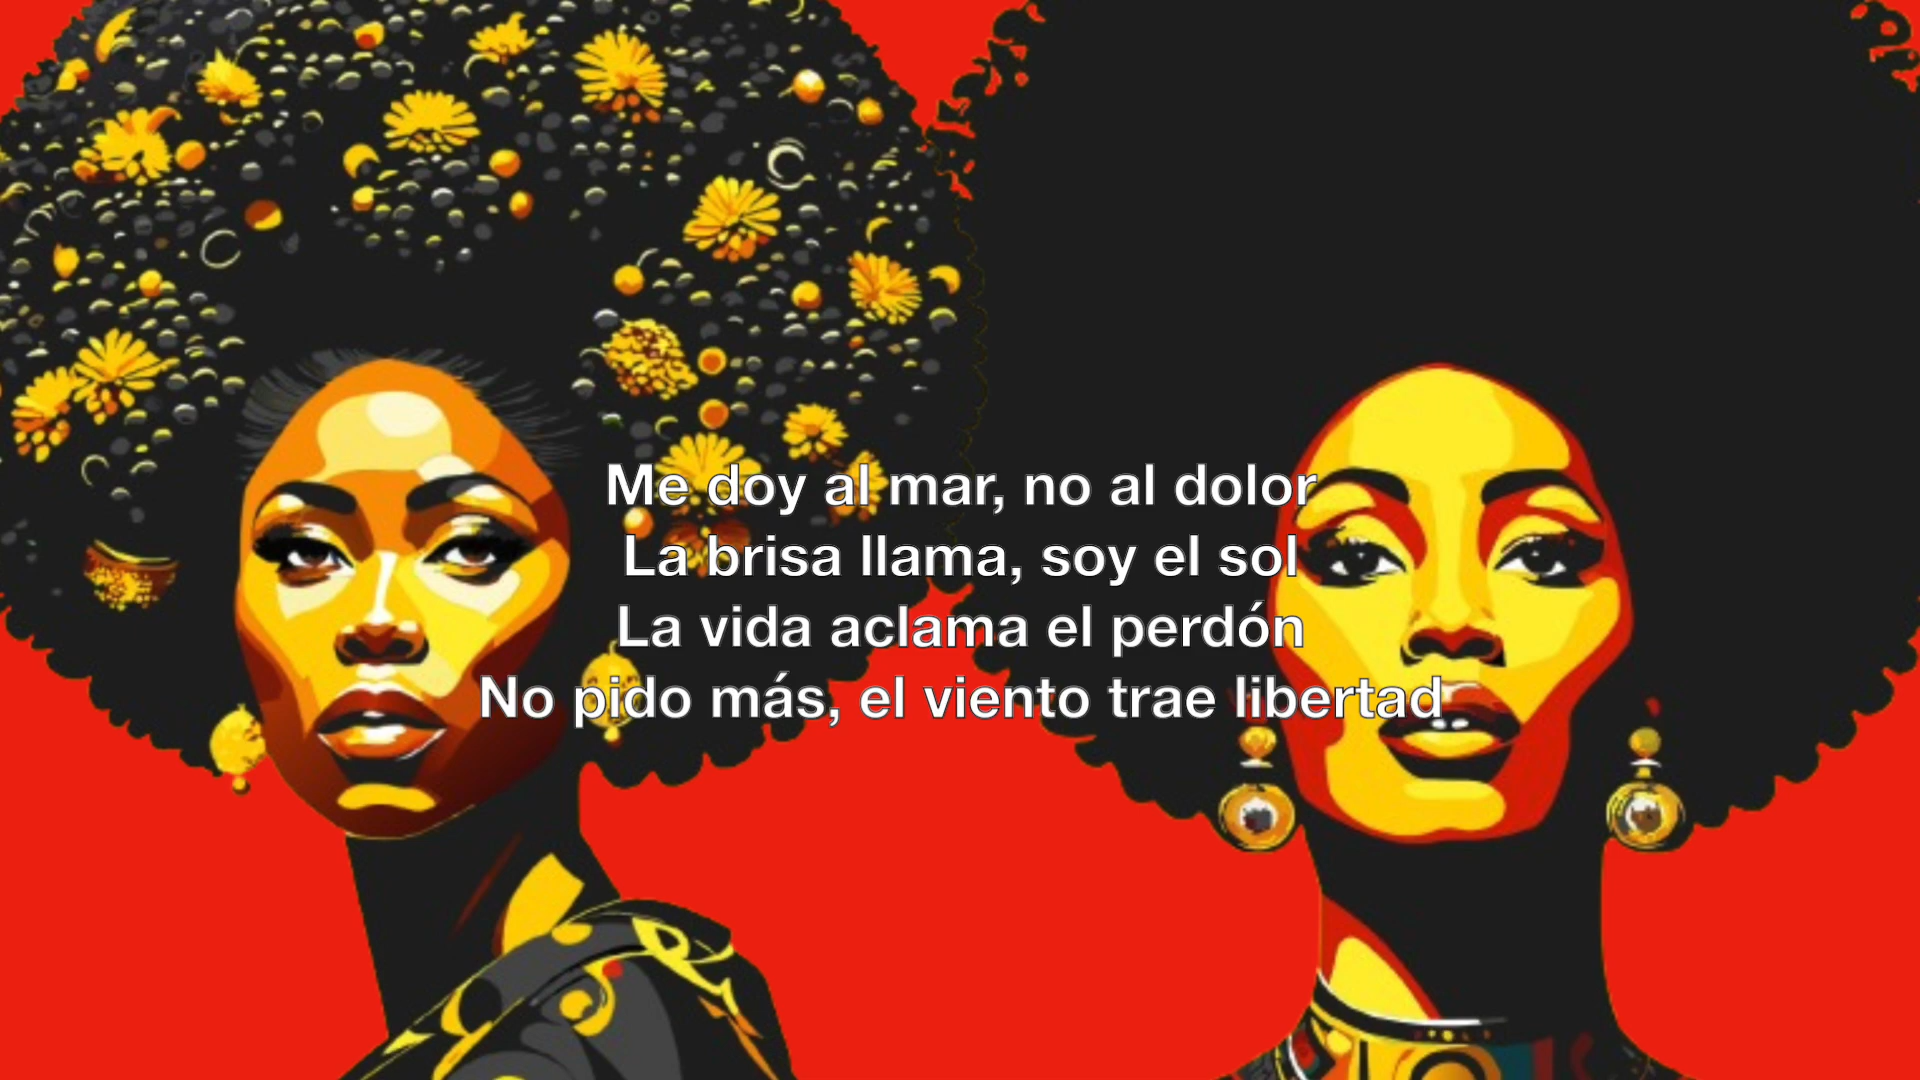 Me doy al mar, no al dolor
La brisa llama, soy el sol
La vida aclama el perdón
No pido más, el viento trae libertad